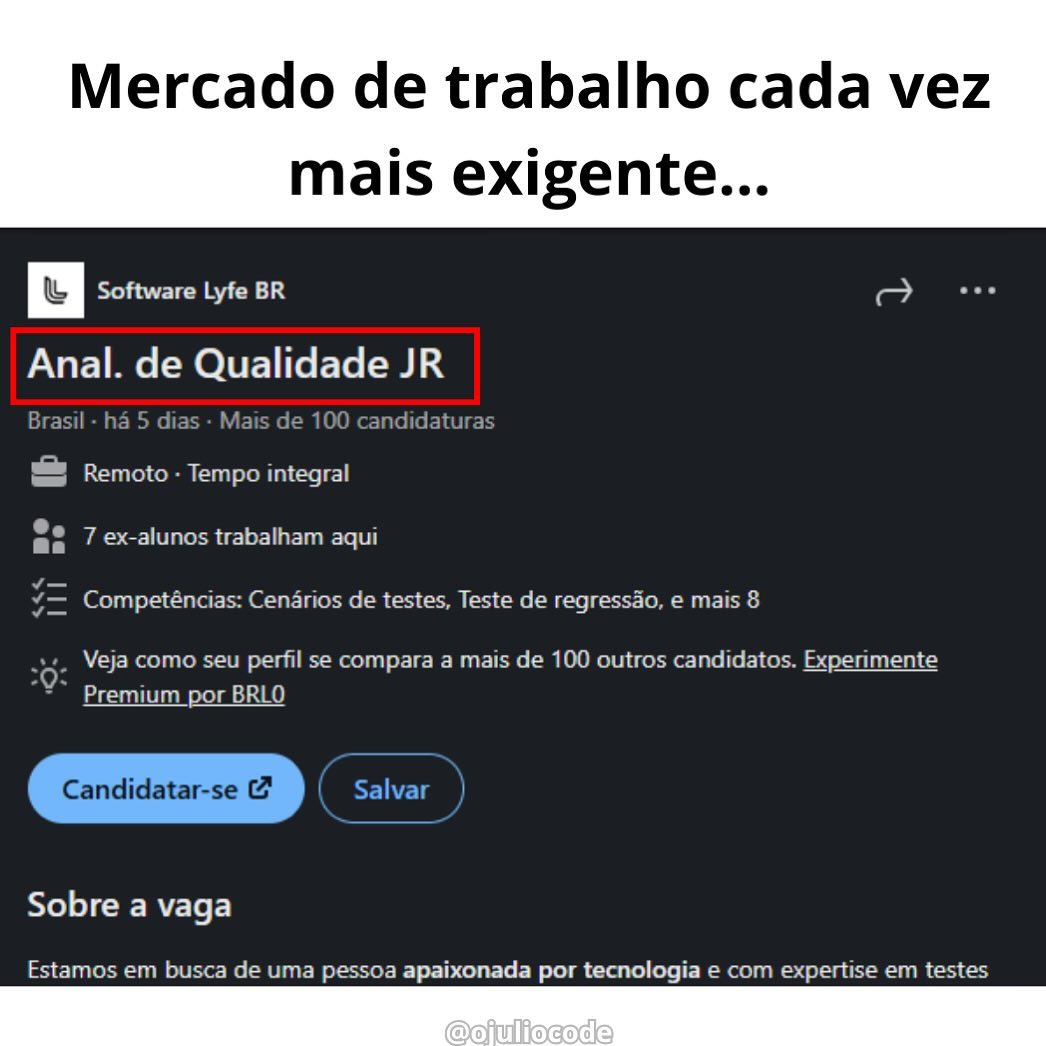 Mercado de trabalho cada vez
mais exigente...
Software Lyfe BR
Anal. de Qualidade JR
Brasil · há 5 dias · Mais de 100 candidaturas
Remoto · Tempo integral
7 ex-alunos trabalham aqui
Competências: Cenários de testes, Teste de regressão, e mais 8
Veja como seu perfil se compara a mais de 100 outros candidatos. Experimente
Premium por BRL0
Candidatar-se
Salvar
Sobre a vaga
Estamos em busca de uma pessoa apaixonada por tecnologia e com expertise em testes
@ojuliocode